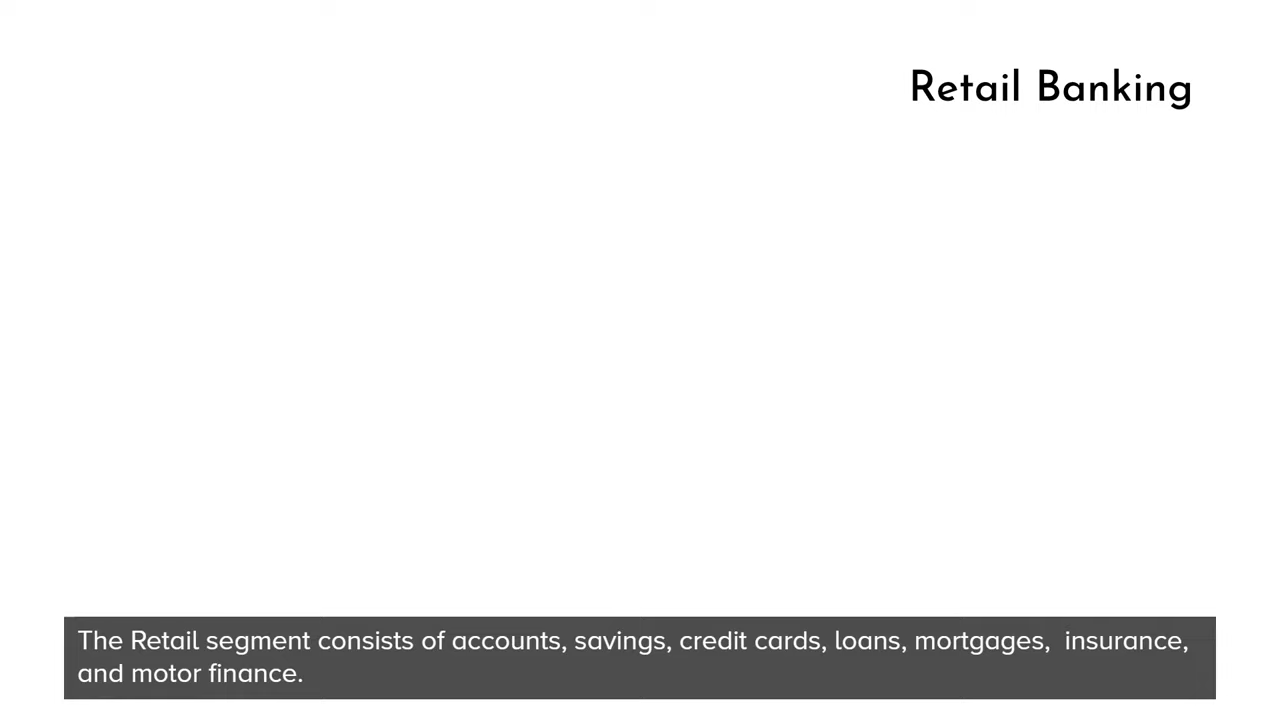 Retail Banking
The Retail segment consists of accounts, savings, credit cards, loans, mortgages,  insurance,
and motor finance.